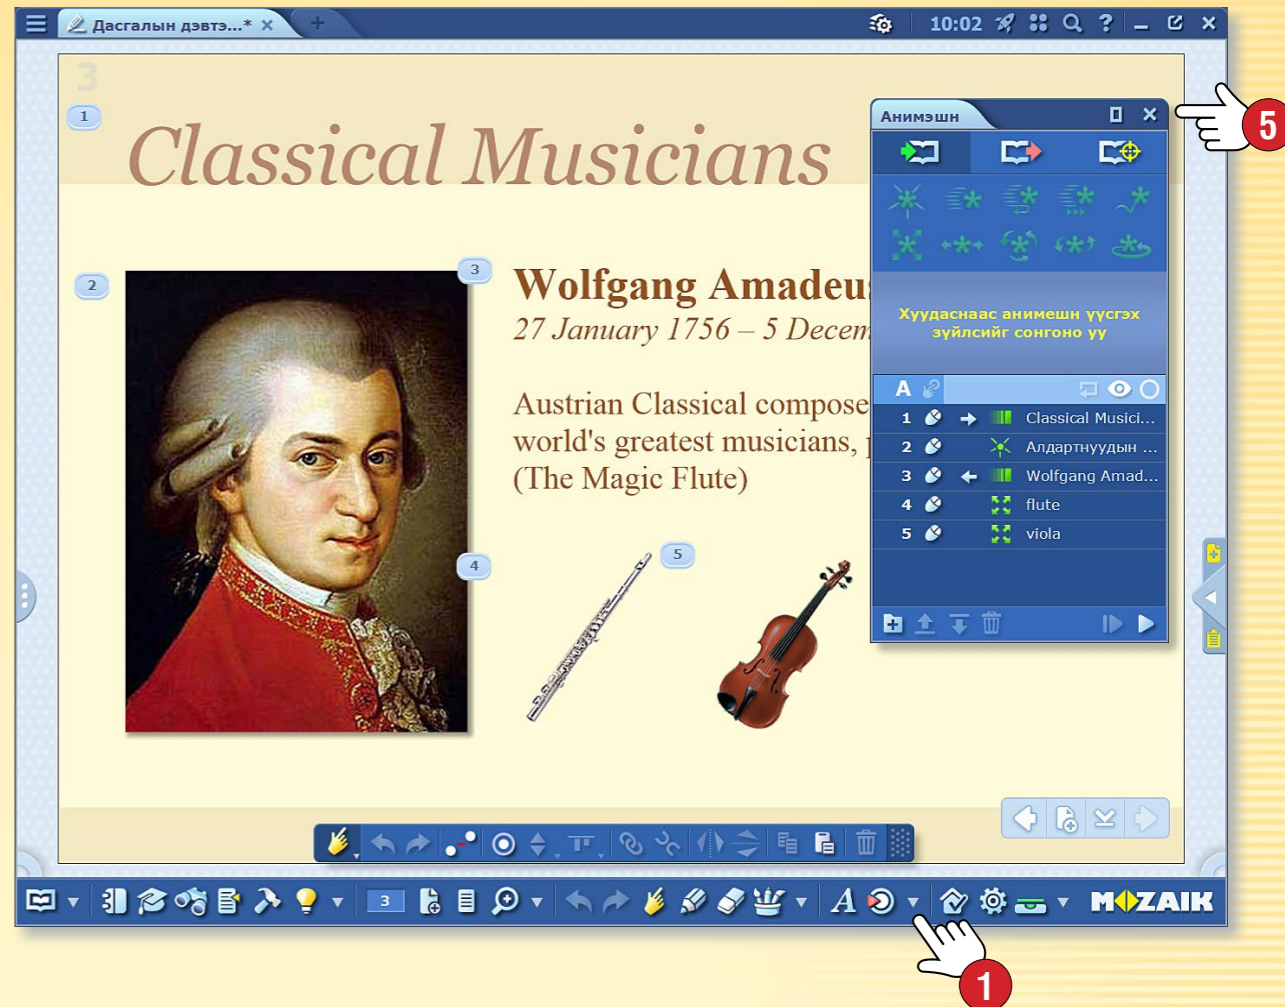 Дасгалын дэвтэ...*
10:02
3
1
Classical Musicians
2
3
Wolfgang Amadeu
27 January 1756 – 5 Decem
Austrian Classical compose
world's greatest musicians, p
(The Magic Flute)
4
5
Анимэшн
Хуудаснаас анимешн үүсгэх
зүйлсийг сонгоно уу
A
1 Classical Musici...
2 Алдартнуудын ...
3 Wolfgang Amad...
4 flute
5 viola
5
3
A
MOZAIK
1